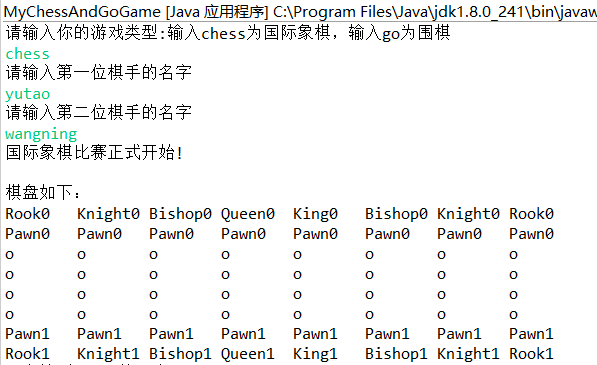 MyChessAndGoGame [Java 应用程序] C:\Program Files\Java\jdk1.8.0_241\bin\javaw
请输入你的游戏类型:输入chess为国际象棋，输入go为围棋
chess
请输入第一位棋手的名字
yutao
请输入第二位棋手的名字
wangning
国际象棋比赛正式开始!
棋盘如下:
Rook0 Knight0 Bishop0 Queen0 King0 Bishop0 Knight0 Rook0
Pawn0 Pawn0 Pawn0 Pawn0 Pawn0 Pawn0 Pawn0 Pawn0
o o o o o o o o
o o o o o o o o
o o o o o o o o
o o o o o o o o
Pawn1 Pawn1 Pawn1 Pawn1 Pawn1 Pawn1 Pawn1 Pawn1
Rook1 Knight1 Bishop1 Queen1 King1 Bishop1 Knight1 Rook1